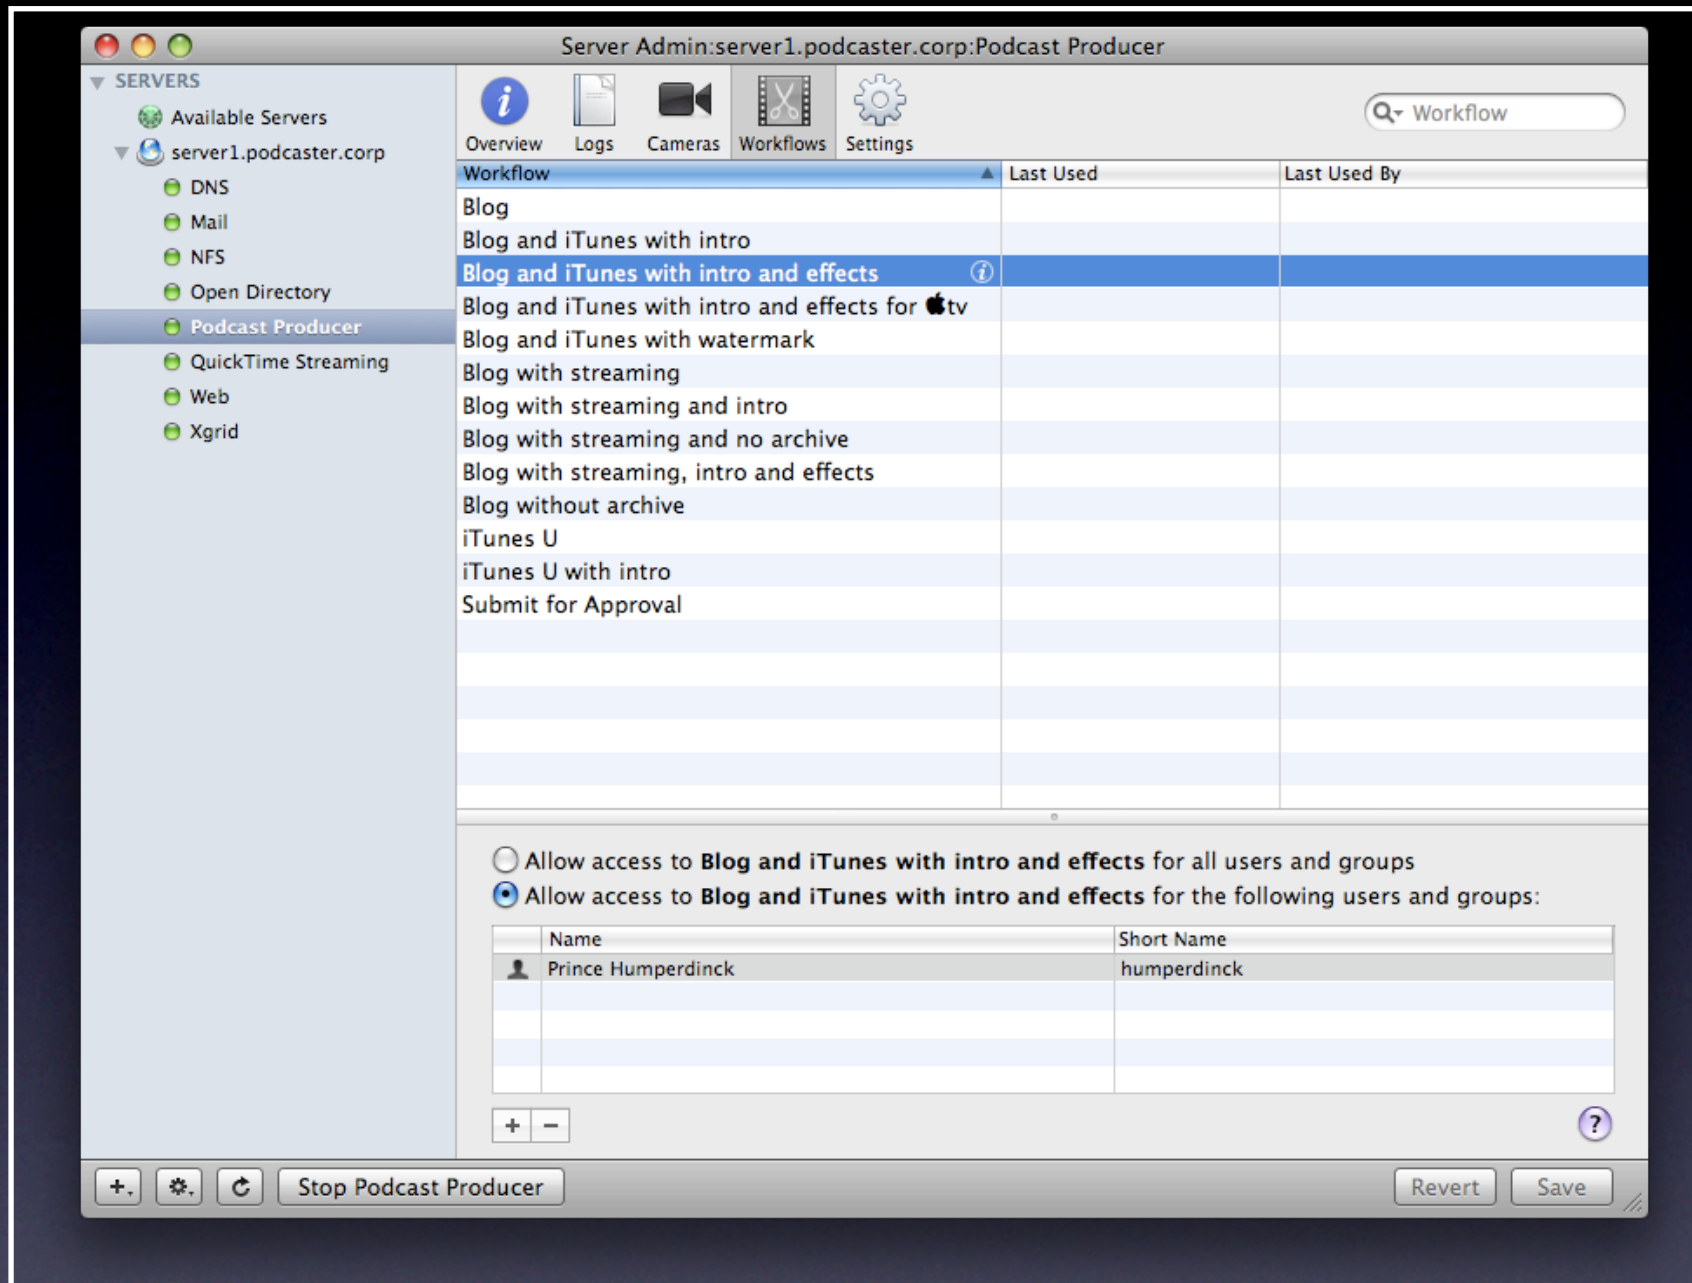 Server Admin:server1.podcaster.corp:Podcast Producer
SERVERS
Available Servers
server1.podcaster.corp
DNS
Mail
NFS
Open Directory
Podcast Producer
QuickTime Streaming
Web
Xgrid
Overview Logs Cameras Workflows Settings
Workflow
Workflow Last Used Last Used By
Blog
Blog and iTunes with intro
Blog and iTunes with intro and effects
Blog and iTunes with intro and effects for tv
Blog and iTunes with watermark
Blog with streaming
Blog with streaming and intro
Blog with streaming and no archive
Blog with streaming, intro and effects
Blog without archive
iTunes U
iTunes U with intro
Submit for Approval
Allow access to Blog and iTunes with intro and effects for all users and groups
Allow access to Blog and iTunes with intro and effects for the following users and groups:
Name Short Name
Prince Humperdinck humperdinck
+ − ?
Stop Podcast Producer Revert Save